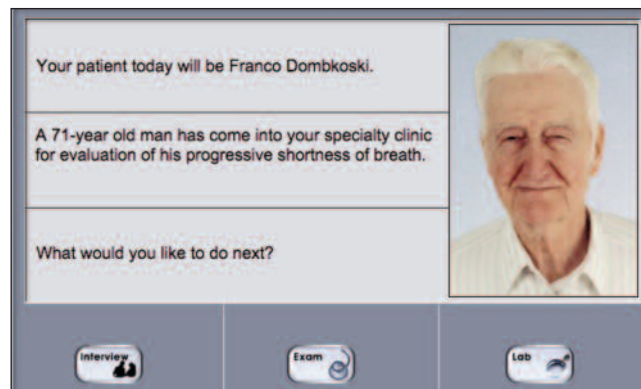 Your patient today will be Franco Dombkoski.
A 71-year old man has come into your specialty clinic
for evaluation of his progressive shortness of breath.
What would you like to do next?
Interview
Exam
Lab